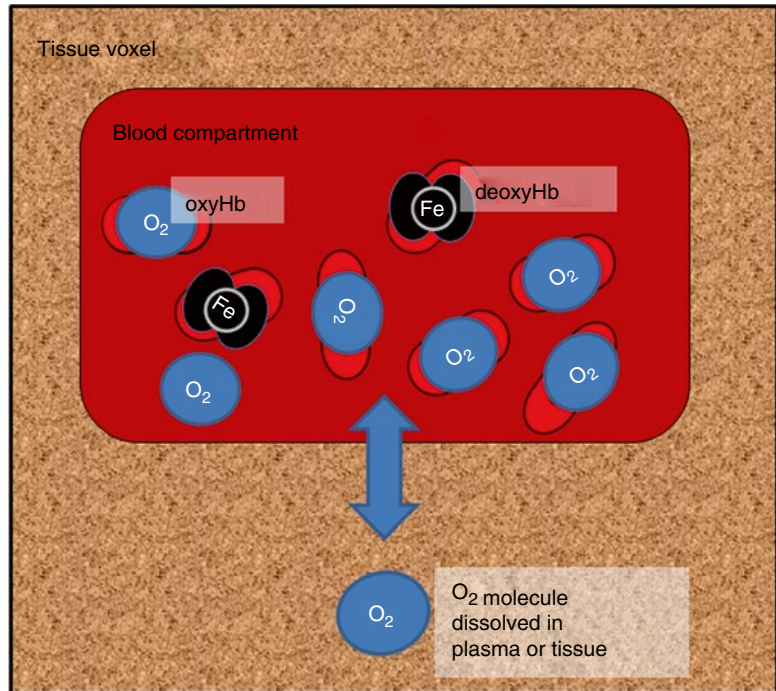 Tissue voxel
Blood compartment
oxyHb
deoxyHb
O₂
Fe
Fe
O₂
O₂
O₂
O₂
O₂
O₂
O₂ molecule
dissolved in
plasma or tissue